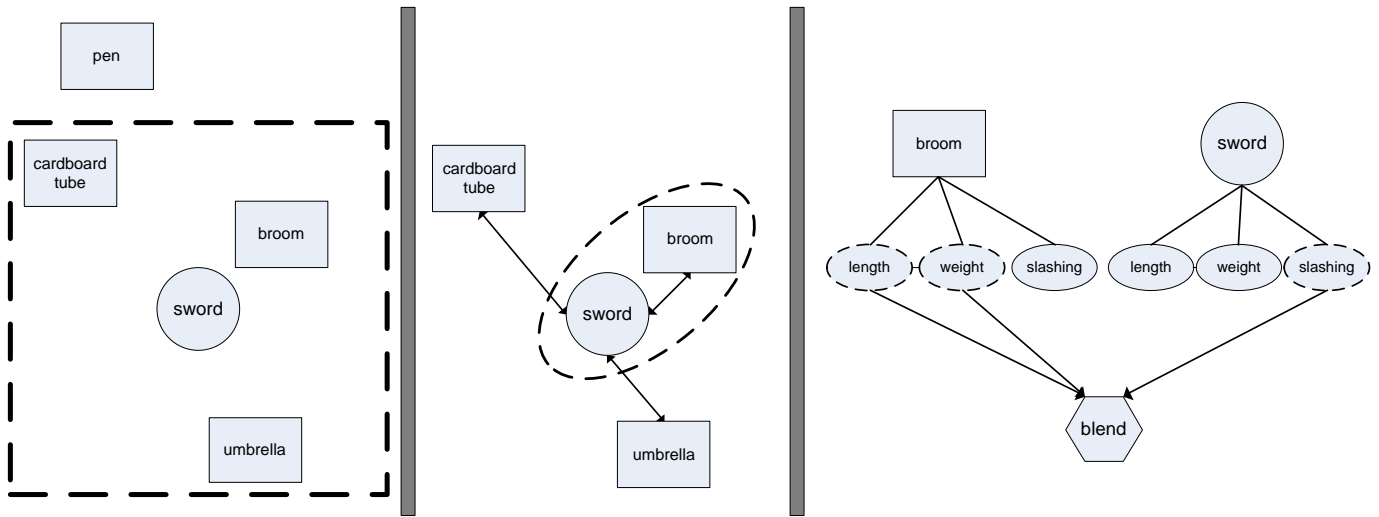 pen
cardboard
tube
broom
sword
umbrella
cardboard
tube
broom
sword
umbrella
broom
sword
length
weight
slashing
length
weight
slashing
blend